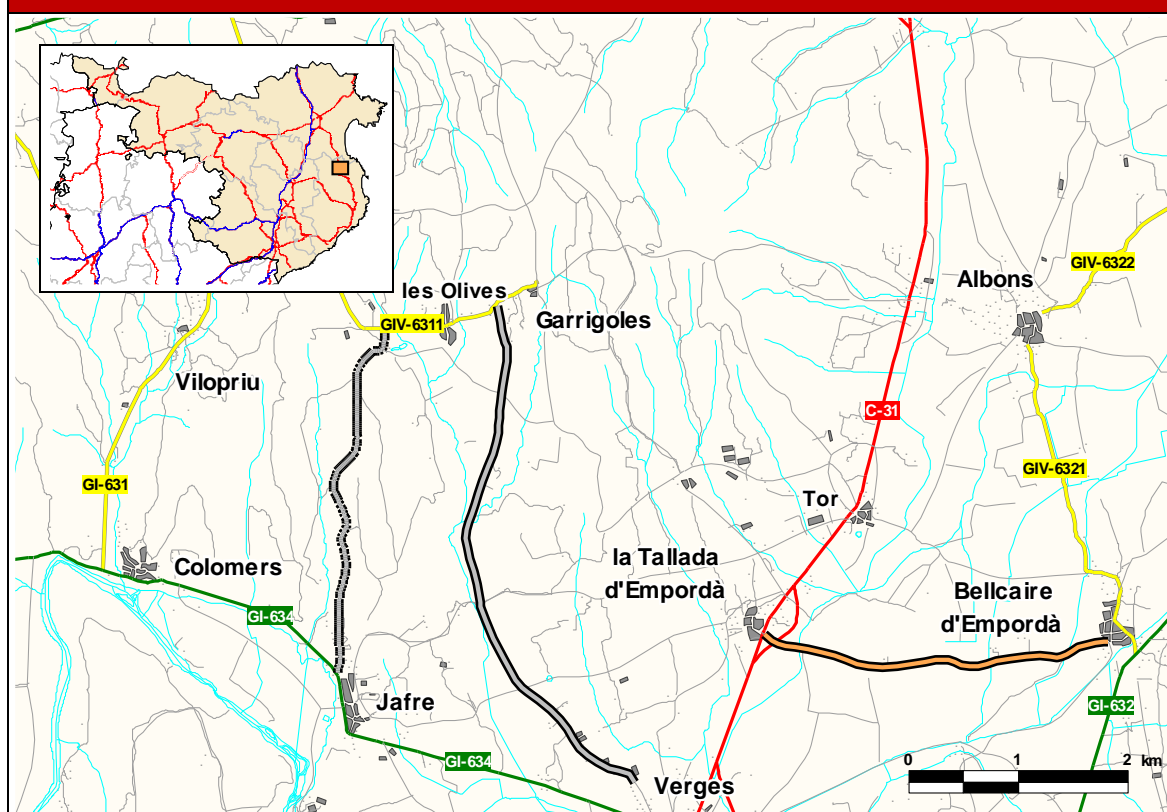 les Olives
GIV-6311
Garrigoles
Albons
GIV-6322
Vilopriu
C-31
GI-631
GIV-6321
Tor
Colomers
la Tallada
d'Empordà
Bellcaire
d'Empordà
GI-634
Jafre
GI-632
GI-634
Verges
0 1 2 km